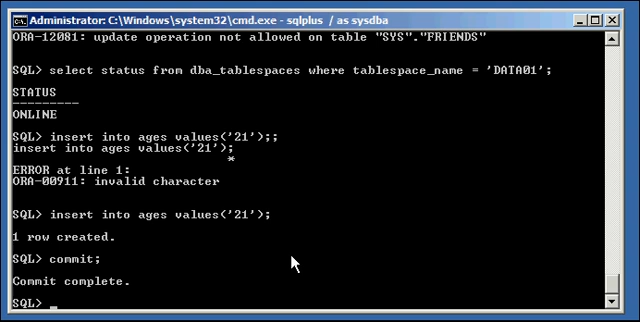 Administrator: C:\Windows\system32\cmd.exe - sqlplus / as sysdba
ORA-12081: update operation not allowed on table "SYS"."FRIENDS"
SQL> select status from dba_tablespaces where tablespace_name = 'DATA01';
STATUS
---------
ONLINE
SQL> insert into ages values('21');;
insert into ages values('21');
*
ERROR at line 1:
ORA-00911: invalid character
SQL> insert into ages values('21');
1 row created.
SQL> commit;
Commit complete.
SQL> _